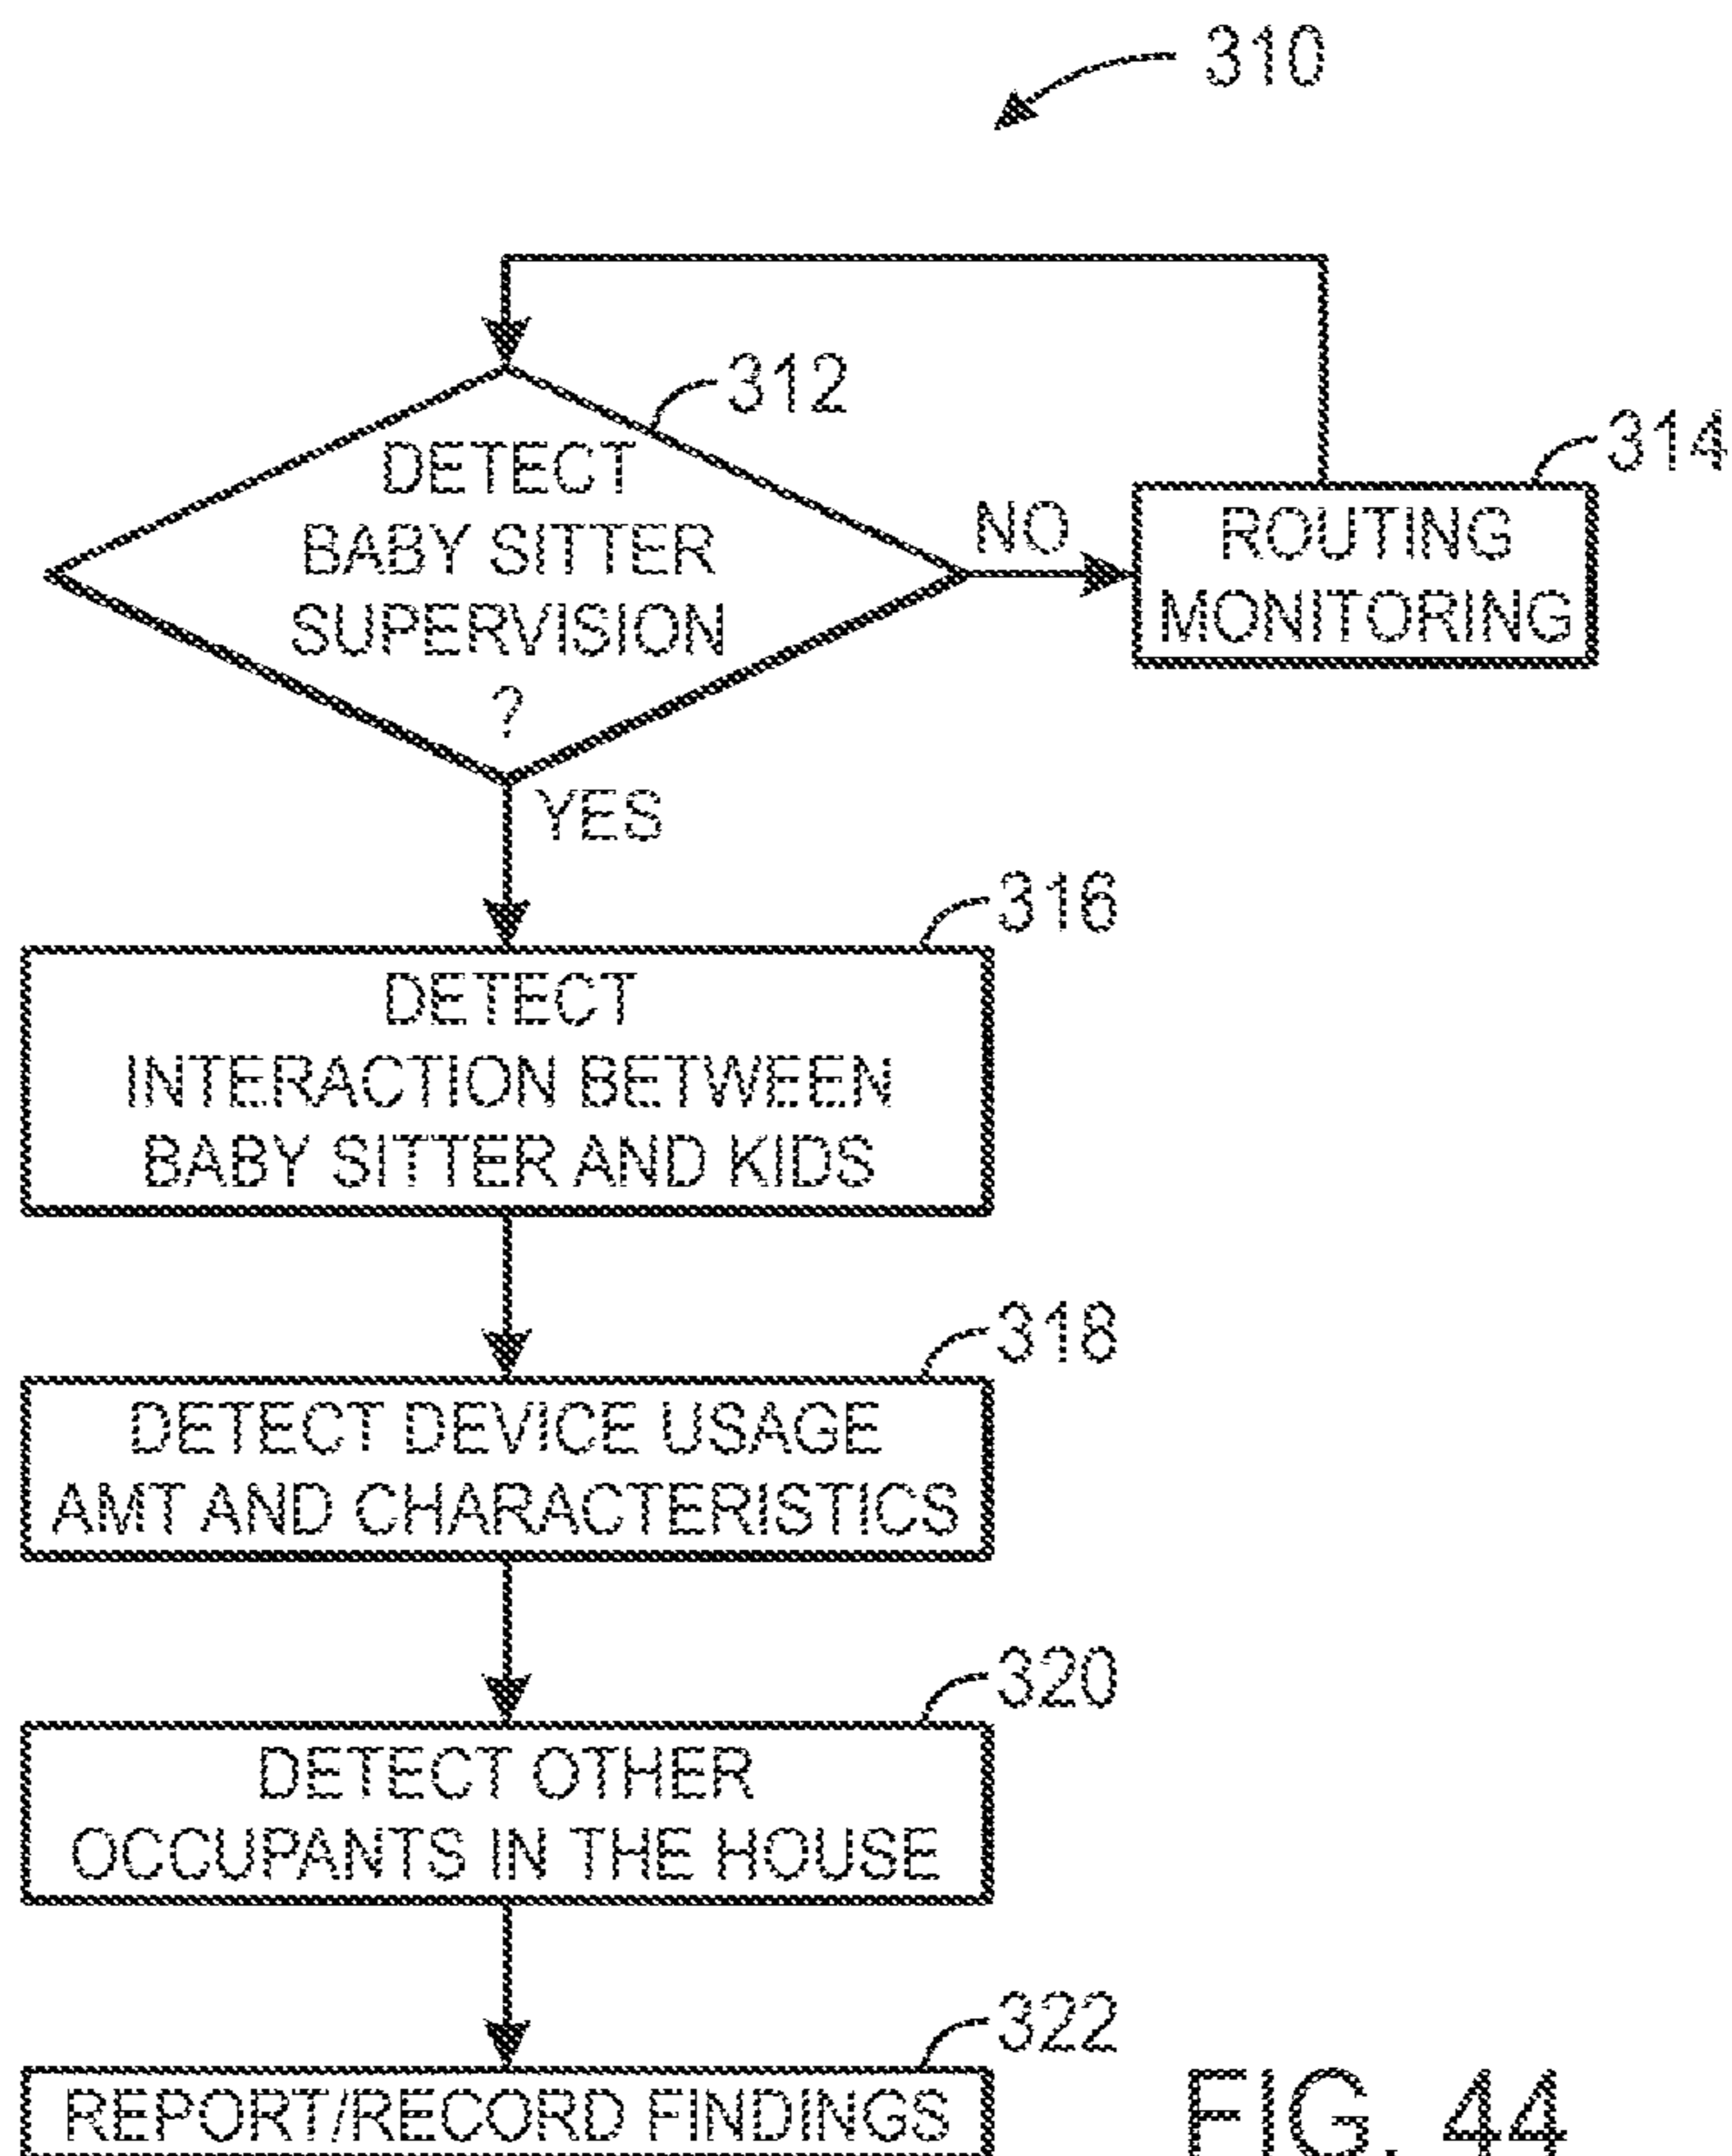 310
312
DETECT
BABY SITTER
SUPERVISION
?
NO
314
ROUTING
MONITORING
YES
316
DETECT
INTERACTION BETWEEN
BABY SITTER AND KIDS
318
DETECT DEVICE USAGE
AMT AND CHARACTERISTICS
320
DETECT OTHER
OCCUPANTS IN THE HOUSE
322
REPORT/RECORD FINDINGS
FIG. 44